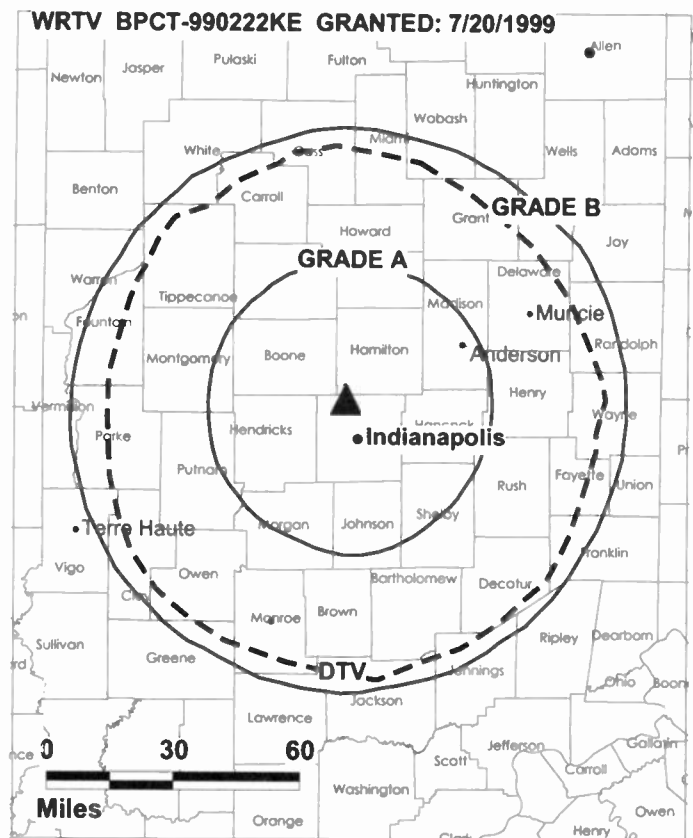 WRTV BPCT-990222KE GRANTED: 7/20/1999
Allen
Pulaski
Fulton
Jasper
Newton
Huntington
Wabash
Miami
White
Cass
Wells
Adams
Benton
Carroll
Grant
GRADE B
Howard
Jay
GRADE A
Delaware
Warren
Tippecanoe
Madison
Muncie
Fountain
Randolph
Anderson
Montgomery
Boone
Hamilton
Henry
Vermillion
Wayne
Parke
Hendricks
Hancock
Indianapolis
Putnam
Fayette
Rush
Union
Shelby
Morgan
Johnson
Terre Haute
Franklin
Vigo
Owen
Bartholomew
Decatur
Clay
Monroe
Brown
Sullivan
Ripley
Dearborn
Greene
DTV
Jennings
Ohio
Boon
Jackson
Lawrence
Jefferson
Gallatin
0 30 60
Scott
Carroll
Washington
Miles
Owen
Orange
Henry